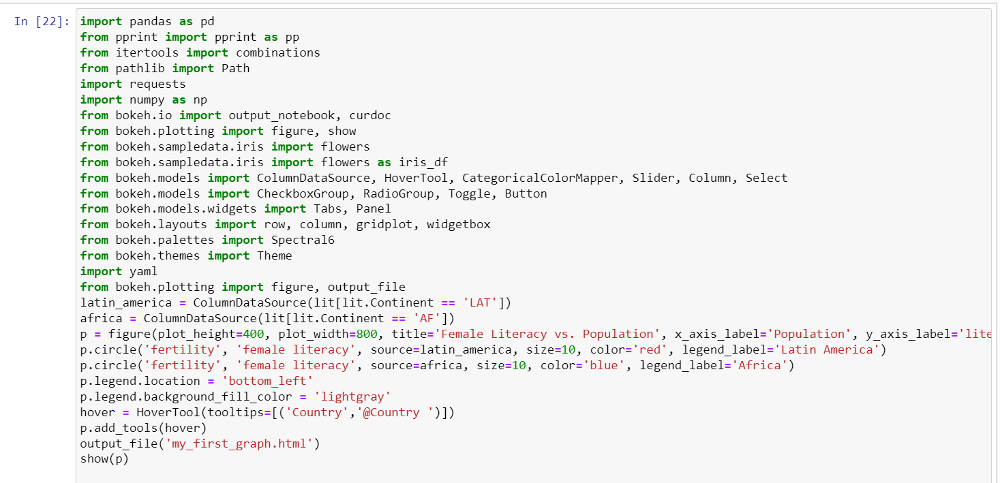 In [22]: import pandas as pd
from pprint import pprint as pp
from itertools import combinations
from pathlib import Path
import requests
import numpy as np
from bokeh.io import output_notebook, curdoc
from bokeh.plotting import figure, show
from bokeh.sampledata.iris import flowers
from bokeh.sampledata.iris import flowers as iris_df
from bokeh.models import ColumnDataSource, HoverTool, CategoricalColorMapper, Slider, Column, Select
from bokeh.models import CheckboxGroup, RadioGroup, Toggle, Button
from bokeh.models.widgets import Tabs, Panel
from bokeh.layouts import row, column, gridplot, widgetbox
from bokeh.palettes import Spectral6
from bokeh.themes import Theme
import yaml
from bokeh.plotting import figure, output_file
latin_america = ColumnDataSource(lit[lit.Continent == 'LAT'])
africa = ColumnDataSource(lit[lit.Continent == 'AF'])
p = figure(plot_height=400, plot_width=800, title='Female Literacy vs. Population', x_axis_label='Population', y_axis_label='lite
p.circle('fertility', 'female literacy', source=latin_america, size=10, color='red', legend_label='Latin America')
p.circle('fertility', 'female literacy', source=africa, size=10, color='blue', legend_label='Africa')
p.legend.location = 'bottom_left'
p.legend.background_fill_color = 'lightgray'
hover = HoverTool(tooltips=[('Country','@Country ')])
p.add_tools(hover)
output_file('my_first_graph.html')
show(p)